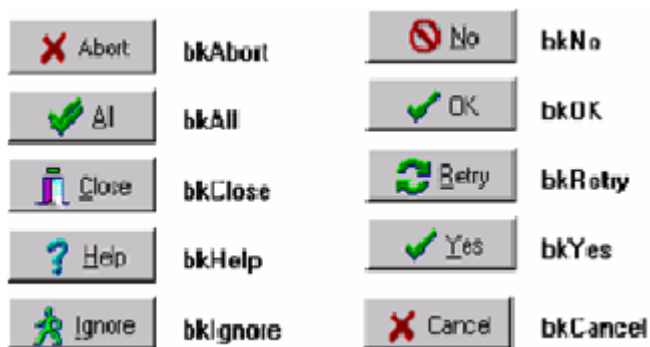 Abort bkAbort
All bkAll
Close bkClose
Help bkHelp
Ignore bkIgnore
No bkNo
OK bkOK
Retry bkRetry
Yes bkYes
Cancel bkCancel